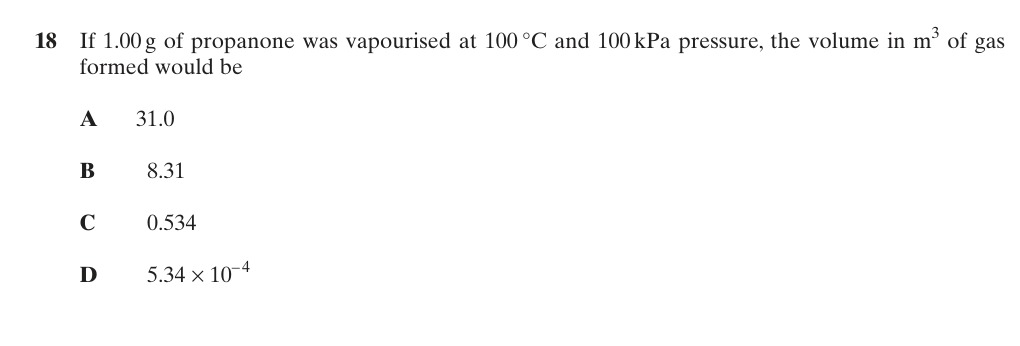 18 If 1.00 g of propanone was vapourised at 100 °C and 100 kPa pressure, the volume in m³ of gas
formed would be
A 31.0
B 8.31
C 0.534
D 5.34 × 10⁻⁴